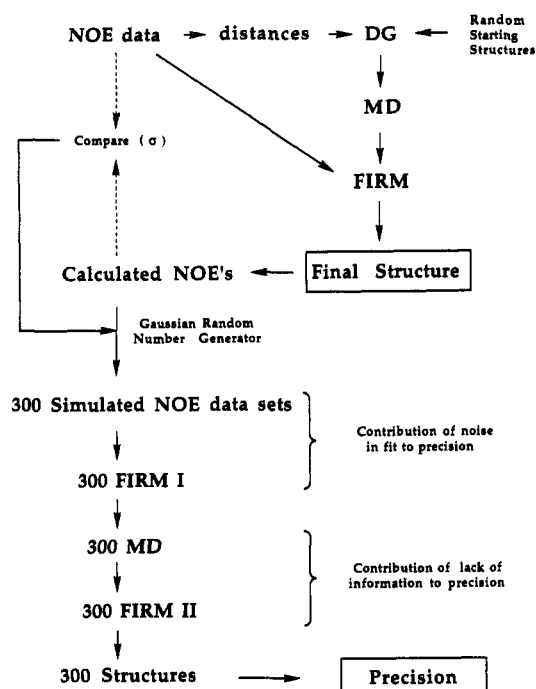 NOE data
distances
DG
Random
Starting
Structures
MD
Compare (σ)
FIRM
Calculated NOE's
Final Structure
Gaussian Random
Number Generator
300 Simulated NOE data sets
Contribution of noise
in fit to precision
300 FIRM I
300 MD
Contribution of lack of
information to precision
300 FIRM II
300 Structures
Precision